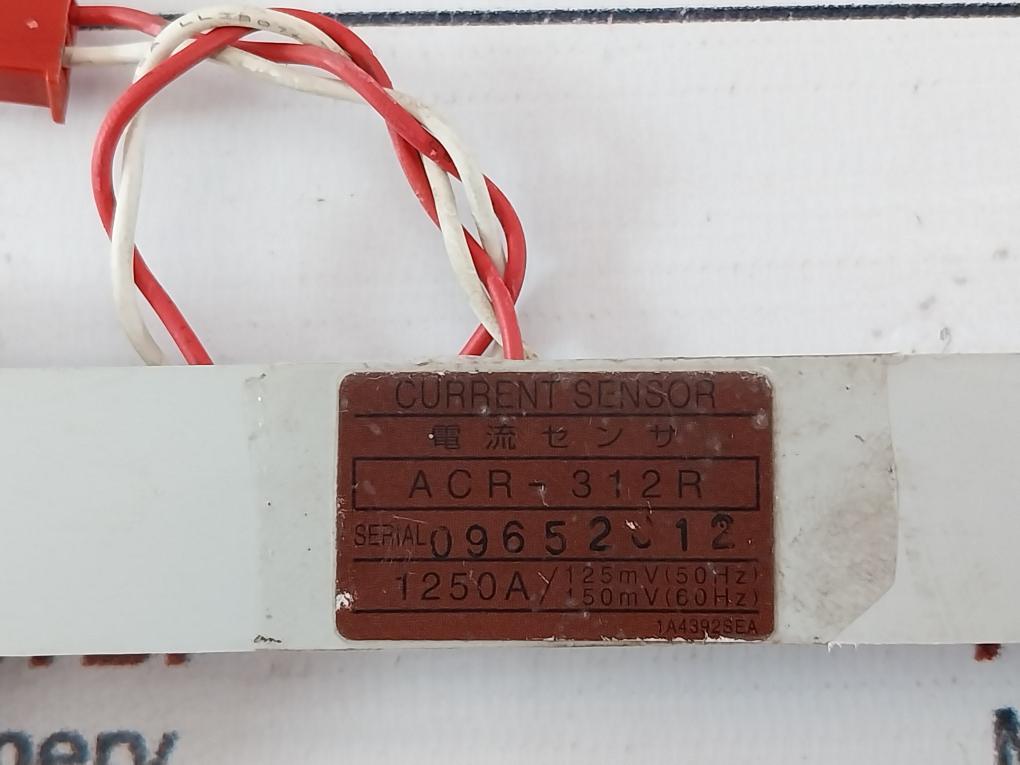 CURRENT SENSOR
電流センサ
ACR-312R
SERIAL
1250A/125mV(50Hz)
150mV(60Hz)
1A4392SEA